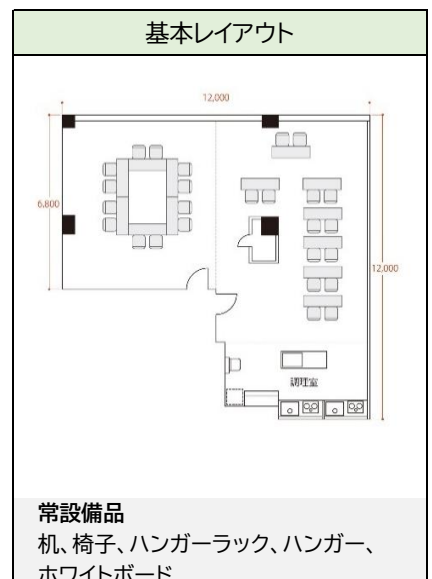 基本レイアウト
12,000
6,800
12,000
調理室
常設備品
机、椅子、ハンガーラック、ハンガー、
ホワイトボード